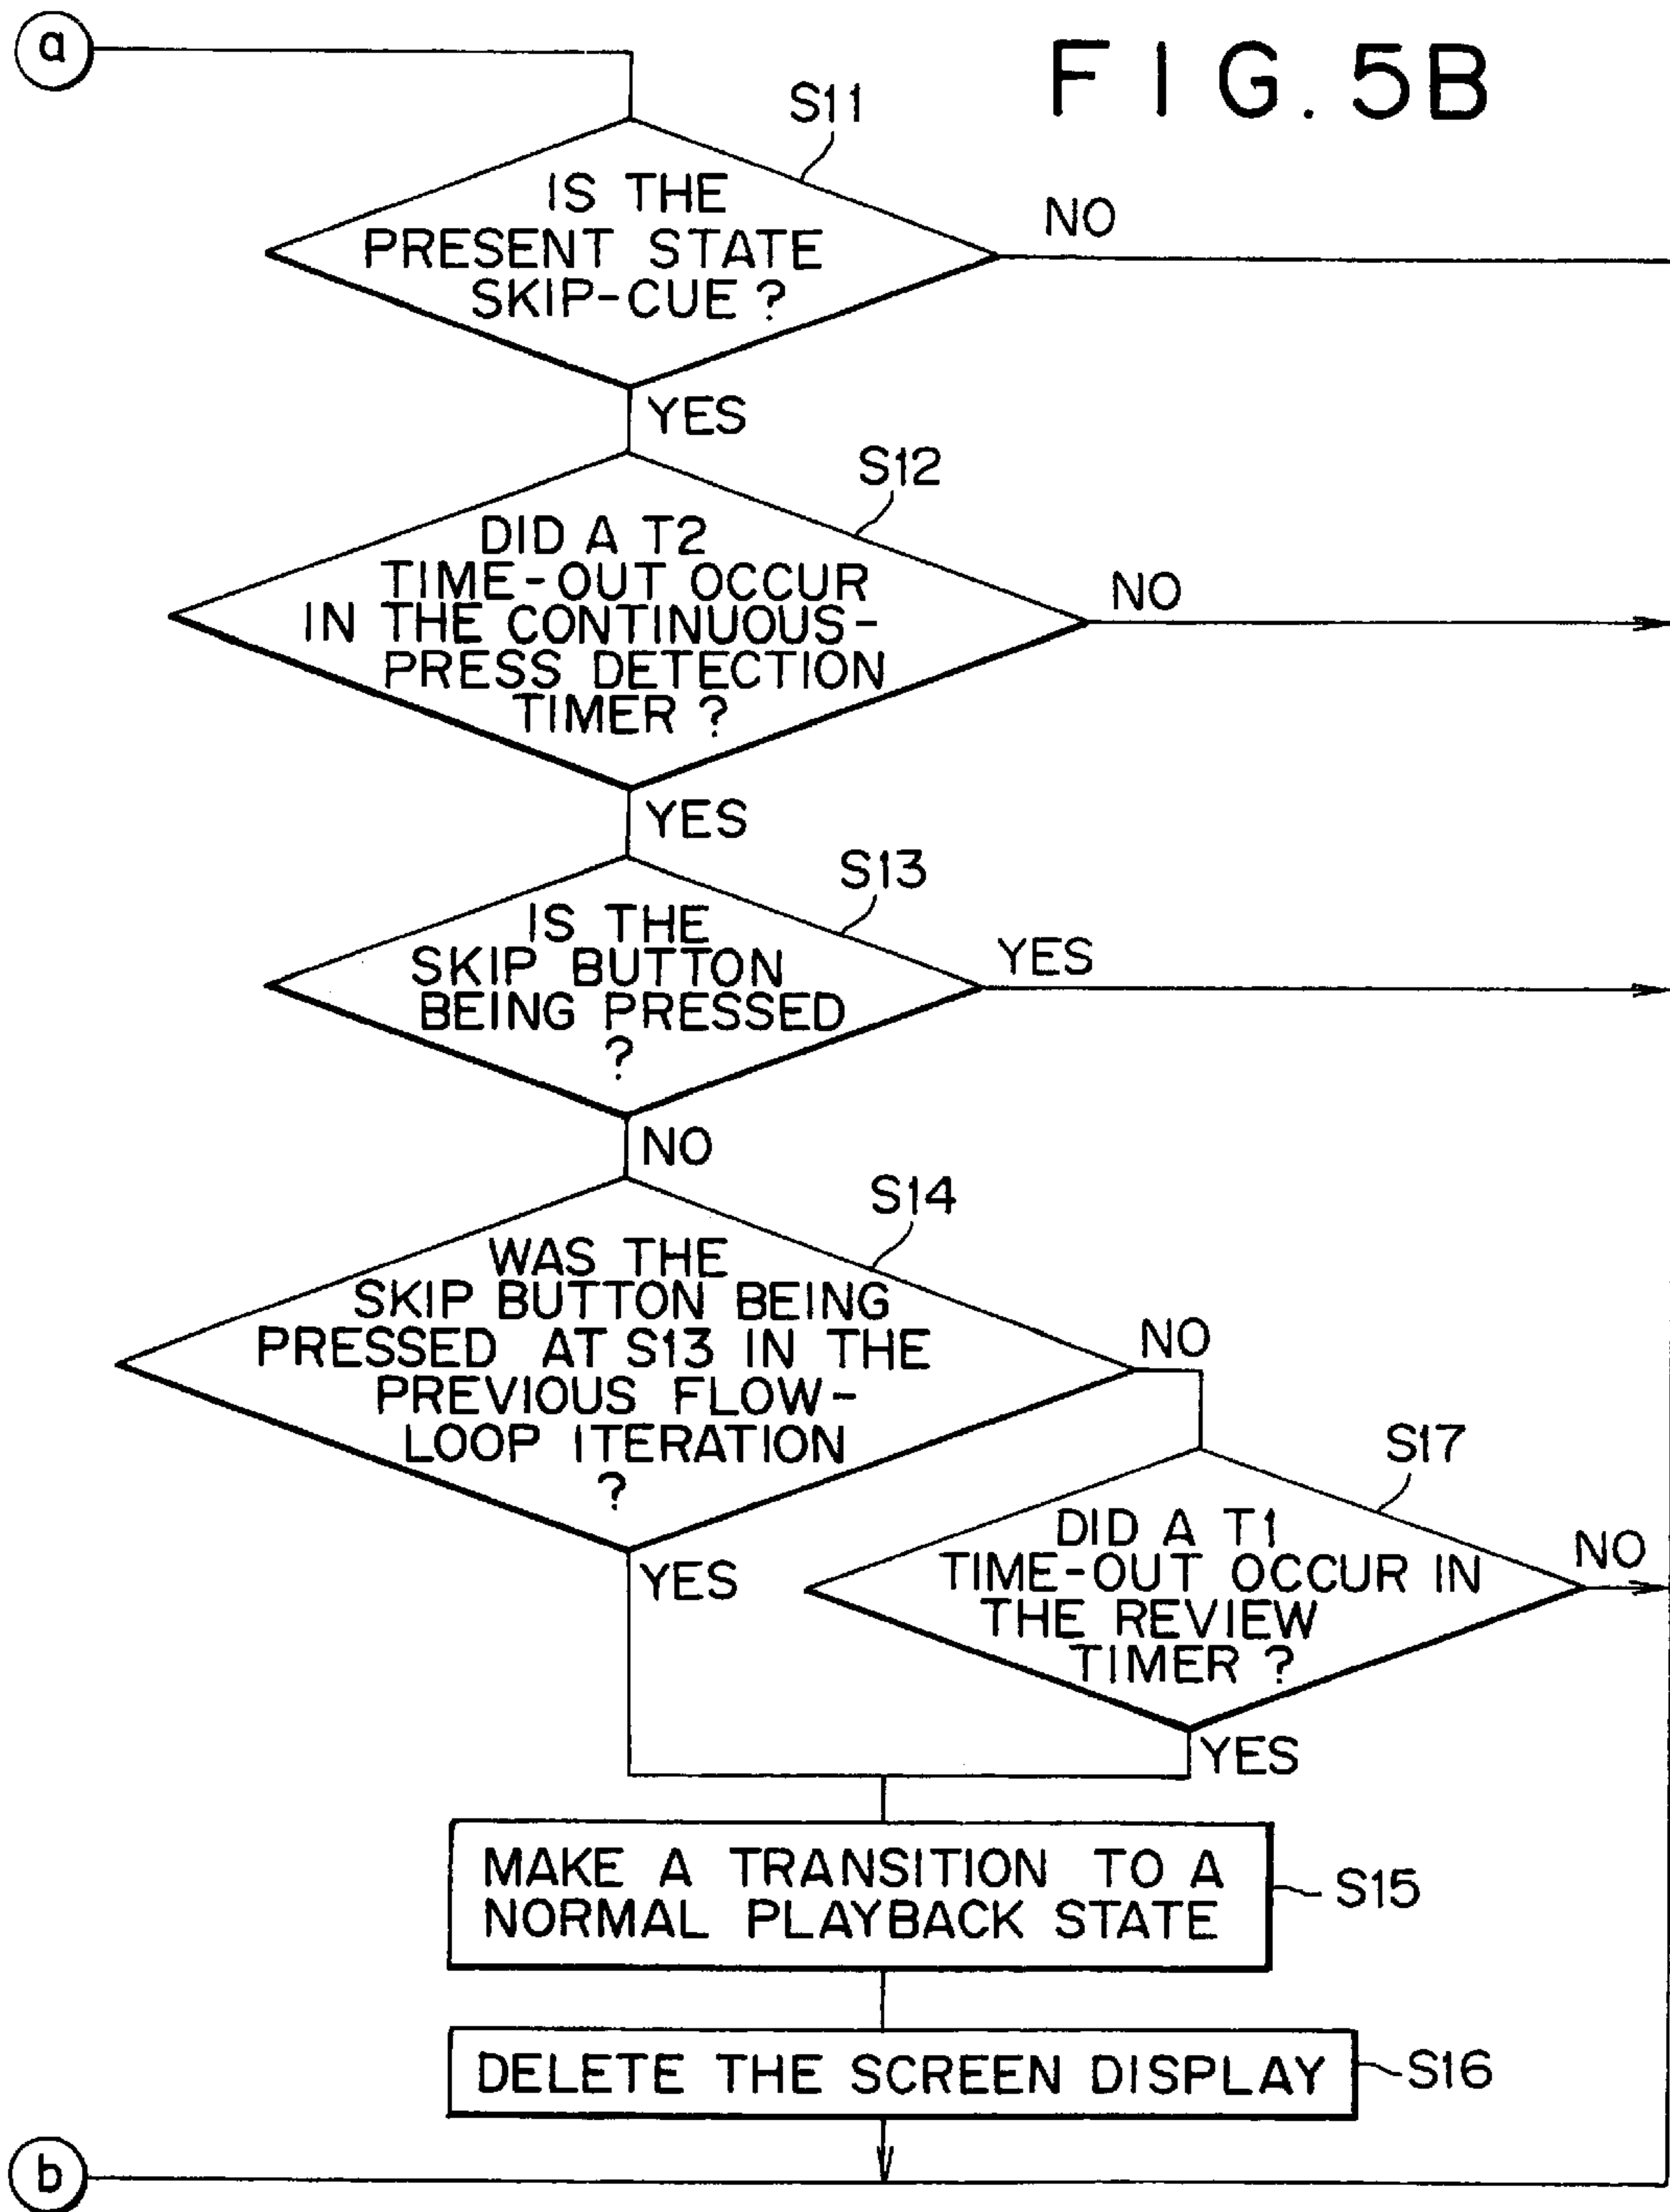 a
FIG. 5B
S11
IS THE
PRESENT STATE
SKIP-CUE ?
NO
YES
S12
DID A T2
TIME-OUT OCCUR
IN THE CONTINUOUS-
PRESS DETECTION
TIMER ?
NO
YES
S13
IS THE
SKIP BUTTON
BEING PRESSED
?
YES
NO
S14
WAS THE
SKIP BUTTON BEING
PRESSED AT S13 IN THE
PREVIOUS FLOW-
LOOP ITERATION
?
NO
YES
S17
DID A T1
TIME-OUT OCCUR IN
THE REVIEW
TIMER ?
NO
YES
MAKE A TRANSITION TO A
NORMAL PLAYBACK STATE
S15
DELETE THE SCREEN DISPLAY
S16
b